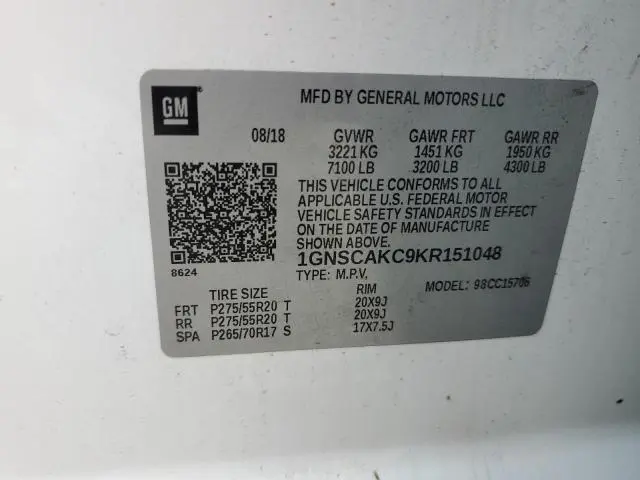 GM
MFD BY GENERAL MOTORS LLC
08/18 GVWR GAWR FRT GAWR RR
3221 KG 1451 KG 1950 KG
7100 LB 3200 LB 4300 LB
THIS VEHICLE CONFORMS TO ALL
APPLICABLE U.S. FEDERAL MOTOR
VEHICLE SAFETY STANDARDS IN EFFECT
ON THE DATE OF MANUFACTURE
SHOWN ABOVE.
1GNSCAKC9KR151048
8624
TYPE: M.P.V. MODEL: 98CC15706
TIRE SIZE RIM
FRT P275/55R20 T 20X9J
RR P275/55R20 T 20X9J
SPA P265/70R17 S 17X7.5J